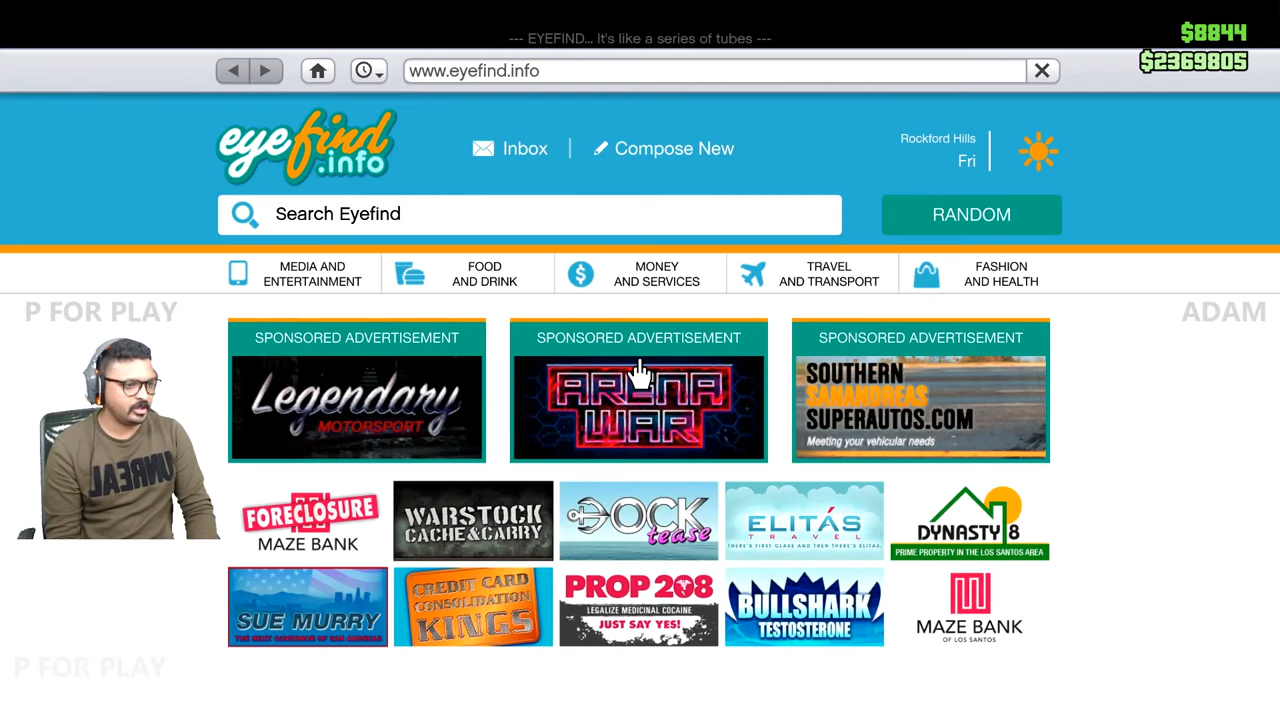 --- EYEFIND... It's like a series of tubes ---
$8844
$2369805
www.eyefind.info
eyefind
.info
Inbox
Compose New
Rockford Hills
Fri
Search Eyefind
RANDOM
MEDIA AND
ENTERTAINMENT
FOOD
AND DRINK
MONEY
AND SERVICES
TRAVEL
AND TRANSPORT
FASHION
AND HEALTH
P FOR PLAY
ADAM
SPONSORED ADVERTISEMENT
Legendary
MOTORSPORT
SPONSORED ADVERTISEMENT
ARENA
WAR
SPONSORED ADVERTISEMENT
SOUTHERN
SANANDREAS
SUPERAUTOS.COM
Meeting your vehicular needs
UNREAL
FORECLOSURE
MAZE BANK
WARSTOCK
CACHE&CARRY
DOCK
tease
ELITÁS
TRAVEL
THERE'S FIRST CLASS AND THEN THERE'S ELITAS.
DYNASTY 8
PRIME PROPERTY IN THE LOS SANTOS AREA
SUE MURRY
THE NEXT GOVERNOR OF SAN ANDREAS
CREDIT CARD
CONSOLIDATION
KINGS
PROP 208
LEGALIZE MEDICINAL COCAINE
JUST SAY YES!
BULLSHARK
TESTOSTERONE
MAZE BANK
OF LOS SANTOS
P FOR PLAY